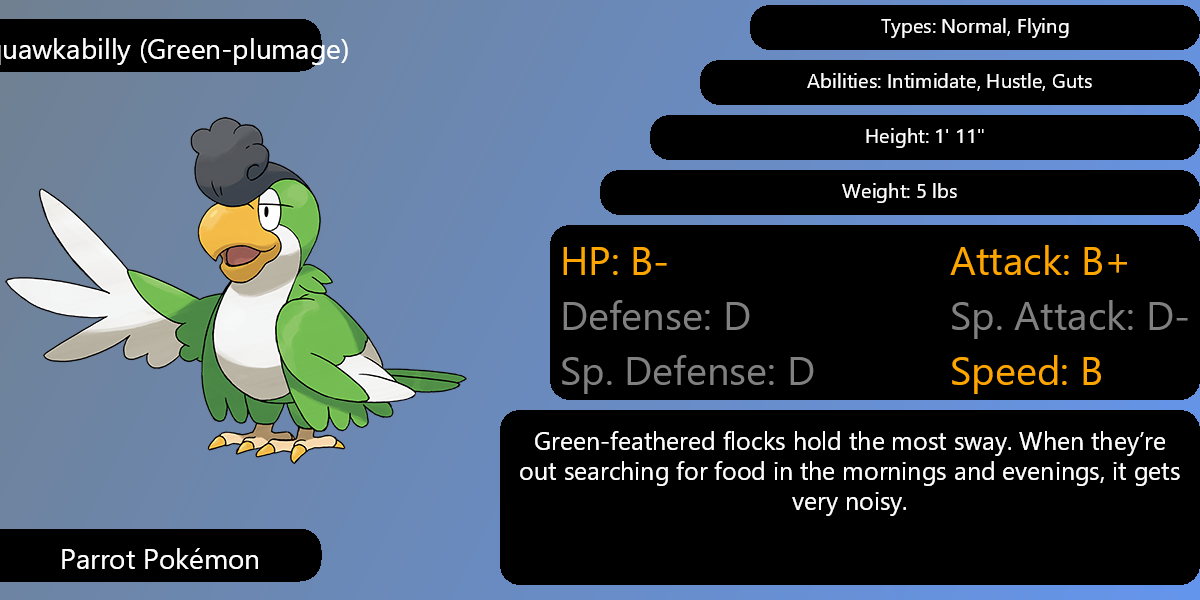 quawkabilly (Green-plumage)
Types: Normal, Flying
Abilities: Intimidate, Hustle, Guts
Height: 1' 11"
Weight: 5 lbs
HP: B-
Attack: B+
Defense: D
Sp. Attack: D-
Sp. Defense: D
Speed: B
Green-feathered flocks hold the most sway. When they’re
out searching for food in the mornings and evenings, it gets
very noisy.
Parrot Pokémon